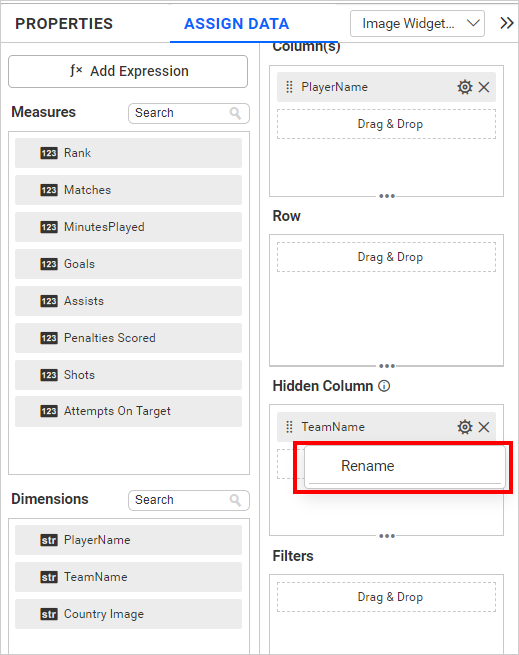 PROPERTIES
ASSIGN DATA
Image Widget...
fx Add Expression
Measures
Search
123 Rank
123 Matches
123 MinutesPlayed
123 Goals
123 Assists
123 Penalties Scored
123 Shots
123 Attempts On Target
Dimensions
Search
str PlayerName
str TeamName
str Country Image
Column(s)
PlayerName
Drag & Drop
Row
Drag & Drop
Hidden Column
TeamName
Rename
Filters
Drag & Drop